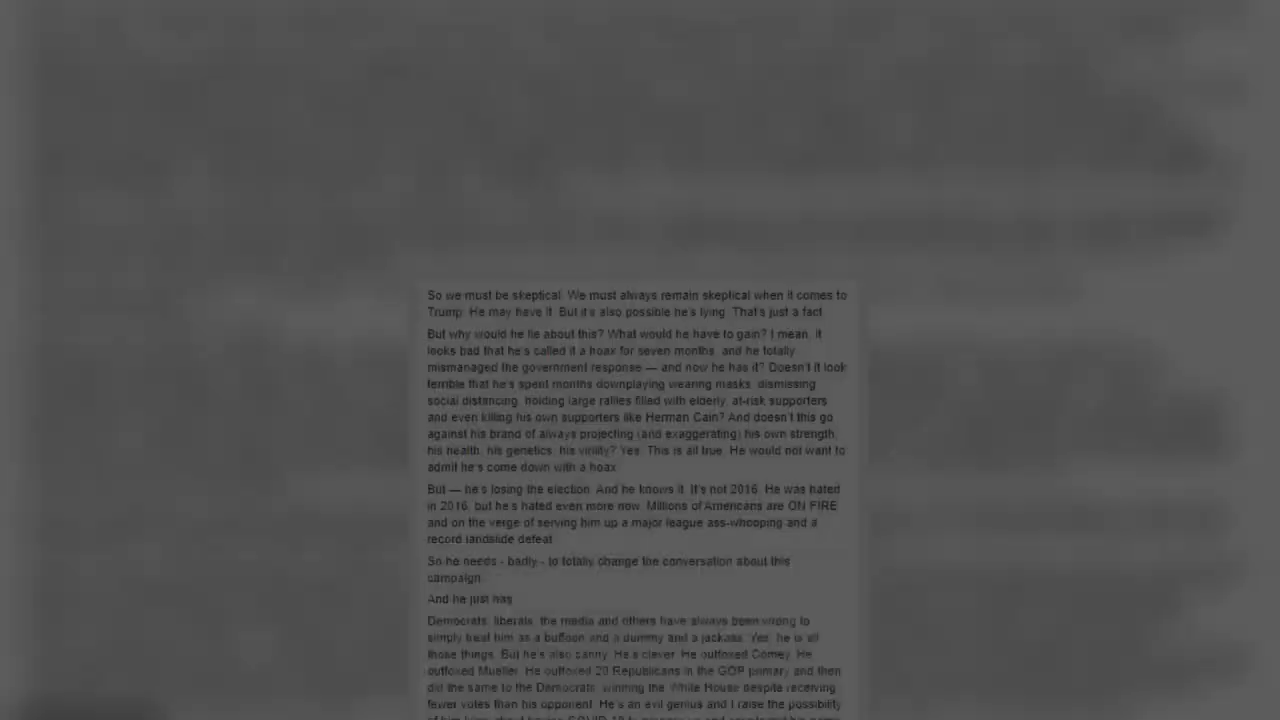 So we must be skeptical. We must always remain skeptical when it comes to
Trump. He may have it. But it's also possible he's lying. That's just a fact.
But why would he lie about this? What would he have to gain? I mean, it
looks bad that he's called it a hoax for seven months, and he totally
mismanaged the government response — and now he has it? Doesn't it look
terrible that he's spent months downplaying wearing masks, dismissing
social distancing, holding large rallies filled with elderly, at-risk supporters
and even killing his own supporters like Herman Cain? And doesn't this go
against his brand of always projecting (and exaggerating) his own strength,
his health, his genetics, his virility? Yes. This is all true. He would not want to
admit he's come down with a hoax.
But — he's losing the election. And he knows it. It's not 2016. He was hated
in 2016, but he's hated even more now. Millions of Americans are ON FIRE
and on the verge of serving him up a major league ass-whooping and a
record landslide defeat.
So he needs - badly - to totally change the conversation about this
campaign.
And he just has.
Democrats, liberals, the media and others have always been wrong to
simply treat him as a buffoon and a dummy and a jackass. Yes, he is all
those things. But he's also canny. He's clever. He outfoxed Comey. He
outfoxed Mueller. He outfoxed 20 Republicans in the GOP primary and then
did the same to the Democrats, winning the White House despite receiving
fewer votes than his opponent. He's an evil genius and I raise the possibility